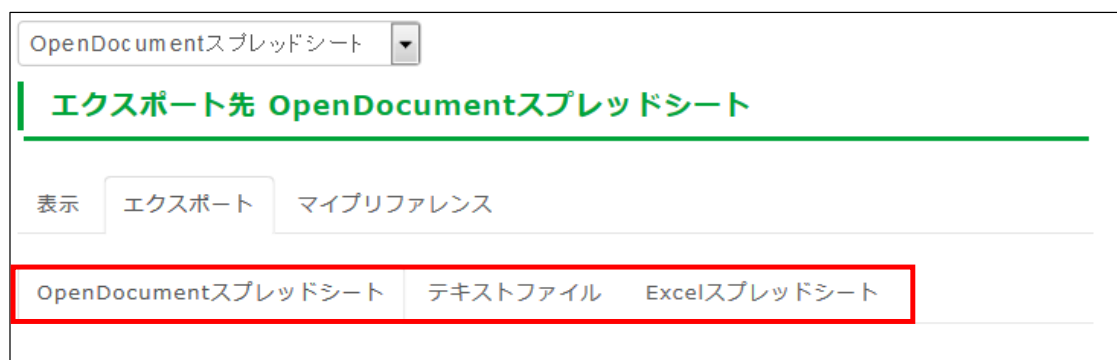 OpenDocumentスプレッドシート
エクスポート先 OpenDocumentスプレッドシート
表示 エクスポート マイプリファレンス
OpenDocumentスプレッドシート テキストファイル Excelスプレッドシート